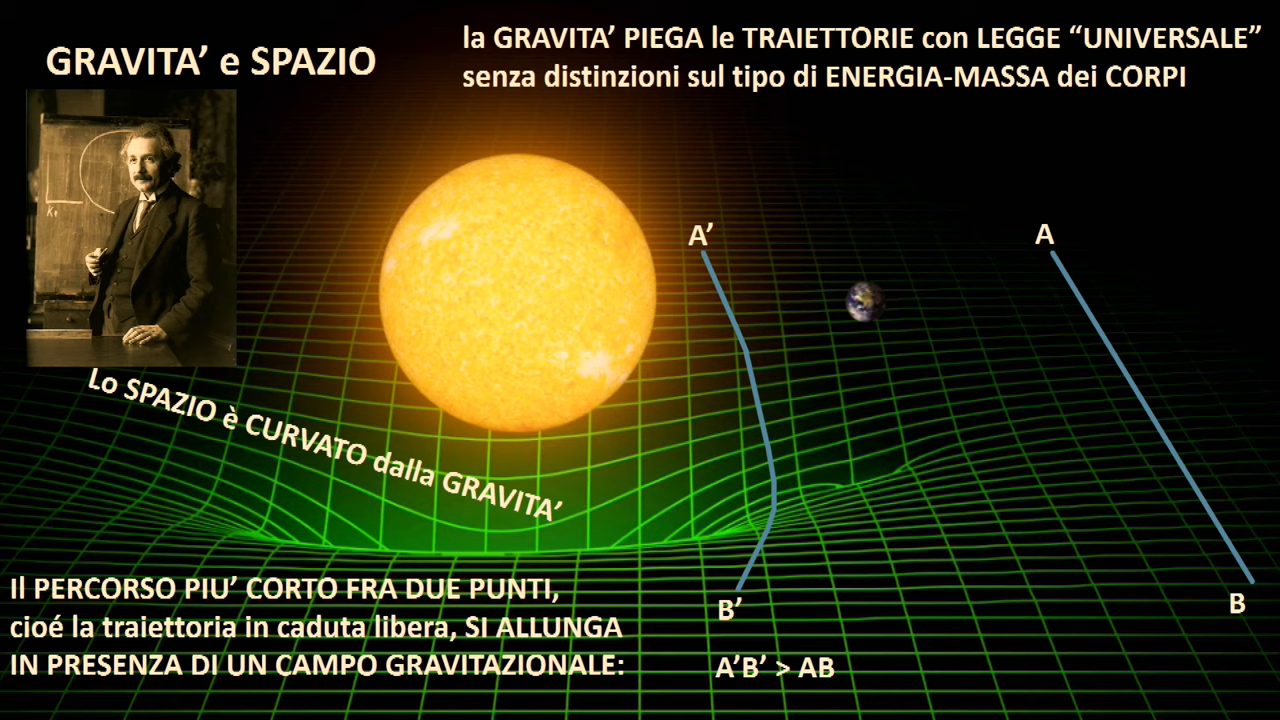 GRAVITA’ e SPAZIO
la GRAVITA’ PIEGA le TRAIETTORIE con LEGGE “UNIVERSALE”
senza distinzioni sul tipo di ENERGIA-MASSA dei CORPI
A’
A
Lo SPAZIO è CURVATO dalla GRAVITA’
Il PERCORSO PIU’ CORTO FRA DUE PUNTI,
cioé la traiettoria in caduta libera, SI ALLUNGA
IN PRESENZA DI UN CAMPO GRAVITAZIONALE:
B’
B
A’B’ > AB